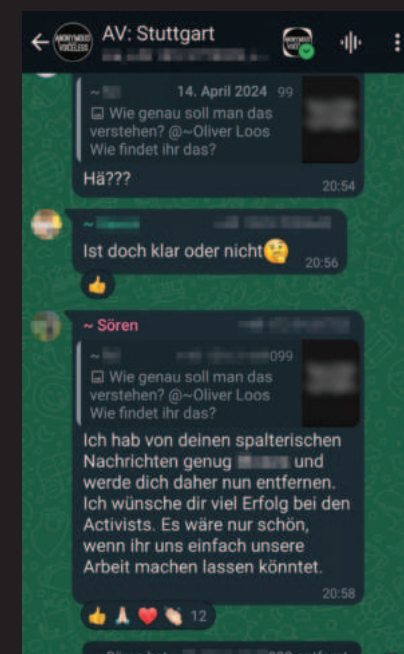 AV: Stuttgart
ANONYMOUS
VOICELESS
~
14. April 2024 99
Wie genau soll man das
verstehen? @~Oliver Loos
Wie findet ihr das?
Hä???
20:54
~
Ist doch klar oder nicht🤔
20:56
👍
~ Sören
~
099
Wie genau soll man das
verstehen? @~Oliver Loos
Wie findet ihr das?
Ich hab von deinen spalterischen
Nachrichten genug und
werde dich daher nun entfernen.
Ich wünsche dir viel Erfolg bei den
Activists. Es wäre nur schön,
wenn ihr uns einfach unsere
Arbeit machen lassen könntet.
20:58
👍🙏❤️👏 12